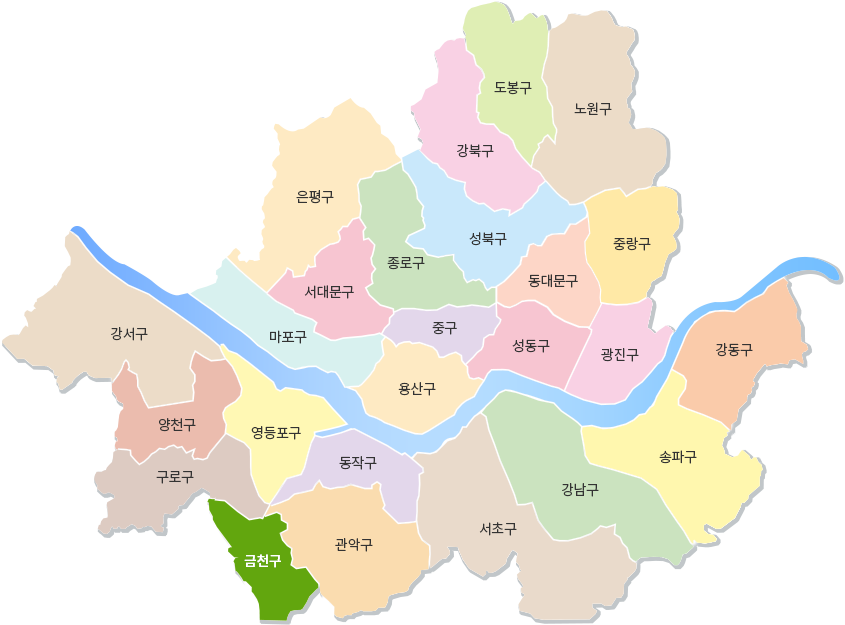 도봉구
노원구
강북구
은평구
성북구
중랑구
종로구
동대문구
서대문구
중구
강서구
마포구
성동구
광진구
강동구
용산구
양천구
영등포구
송파구
동작구
구로구
강남구
서초구
관악구
금천구